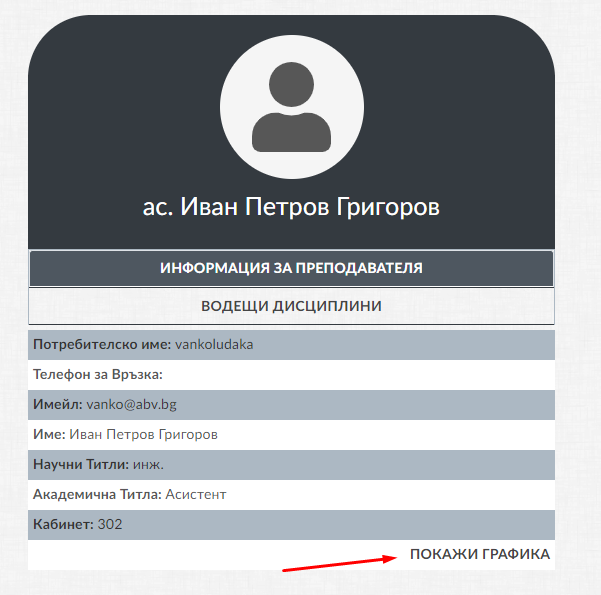 ас. Иван Петров Григоров
ИНФОРМАЦИЯ ЗА ПРЕПОДАВАТЕЛЯ
ВОДЕЩИ ДИСЦИПЛИНИ
Потребителско име: vankoludaka
Телефон за Връзка:
Имейл: vanko@abv.bg
Име: Иван Петров Григоров
Научни Титли: инж.
Академична Титла: Асистент
Кабинет: 302
ПОКАЖИ ГРАФИКА